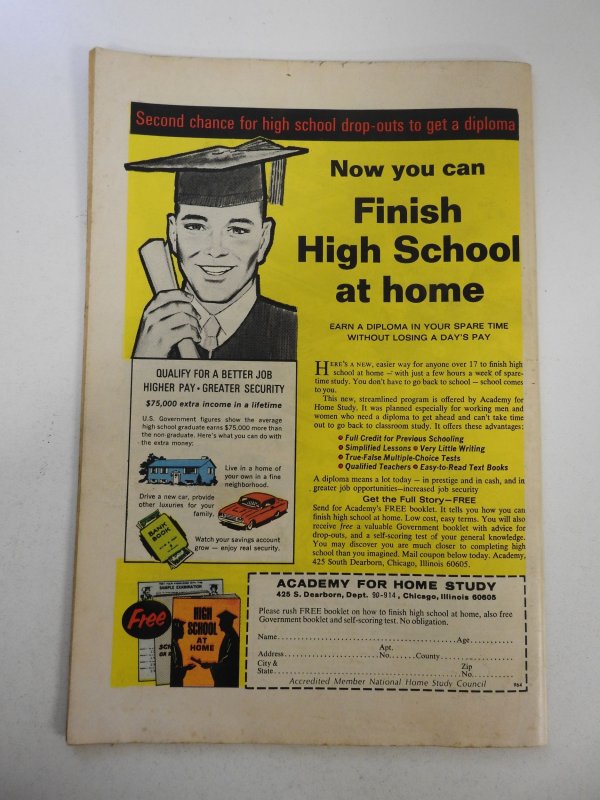 Second chance for high school drop-outs to get a diploma
Now you can
Finish
High School
at home
EARN A DIPLOMA IN YOUR SPARE TIME
WITHOUT LOSING A DAY'S PAY
QUALIFY FOR A BETTER JOB
HIGHER PAY • GREATER SECURITY
$75,000 extra income in a lifetime
U.S. Government figures show the average
high school graduate earns $75,000 more than
the non-graduate. Here's what you can do with
the extra money:
Live in a home of
your own in a fine
neighborhood.
Drive a new car, provide
other luxuries for your
family.
BANK
BOOK
Watch your savings account
grow — enjoy real security.
HERE'S A NEW, easier way for anyone over 17 to finish high
school at home — with just a few hours a week of spare-
time study. You don't have to go back to school — school comes
to you.
This new, streamlined program is offered by Academy for
Home Study. It was planned especially for working men and
women who need a diploma to get ahead and can't take time
out to go back to classroom study. It offers these advantages:
• Full Credit for Previous Schooling
• Simplified Lessons • Very Little Writing
• True-False Multiple-Choice Tests
• Qualified Teachers • Easy-to-Read Text Books
A diploma means a lot today — in prestige and in cash, and in
greater job opportunities—increased job security
Get the Full Story—FREE
Send for Academy's FREE booklet. It tells you how you can
finish high school at home. Low cost, easy terms. You will also
receive free a valuable Government booklet with advice for
drop-outs, and a self-scoring test of your general knowledge.
You may discover you are much closer to completing high
school than you imagined. Mail coupon below today. Academy,
425 South Dearborn, Chicago, Illinois 60605.
SAMPLE EXAMINATION
Free
HIGH
SCHOOL
AT
HOME
ACADEMY FOR HOME STUDY
425 S. Dearborn, Dept. 90-914, Chicago, Illinois 60605
Please rush FREE booklet on how to finish high school at home, also free
Government booklet and self-scoring test. No obligation.
Name Age
Apt.
Address No. County
City & Zip
State No.
Accredited Member National Home Study Council